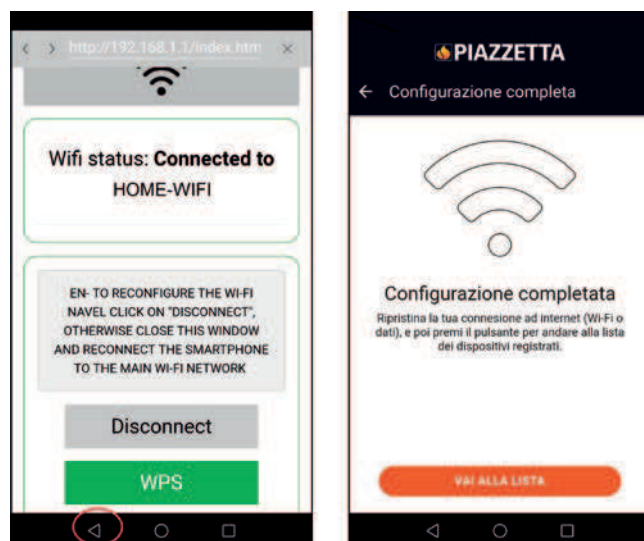 http://192.168.1.1/index.htm
Wifi status: Connected to
HOME-WIFI
EN- TO RECONFIGURE THE WI-FI
NAVEL CLICK ON "DISCONNECT",
OTHERWISE CLOSE THIS WINDOW
AND RECONNECT THE SMARTPHONE
TO THE MAIN WI-FI NETWORK
Disconnect
WPS
PIAZZETTA
Configurazione completa
Configurazione completata
Ripristina la tua connesione ad internet (Wi-Fi o
dati), e poi premi il pulsante per andare alla lista
dei dispositivi registrati.
VAI ALLA LISTA